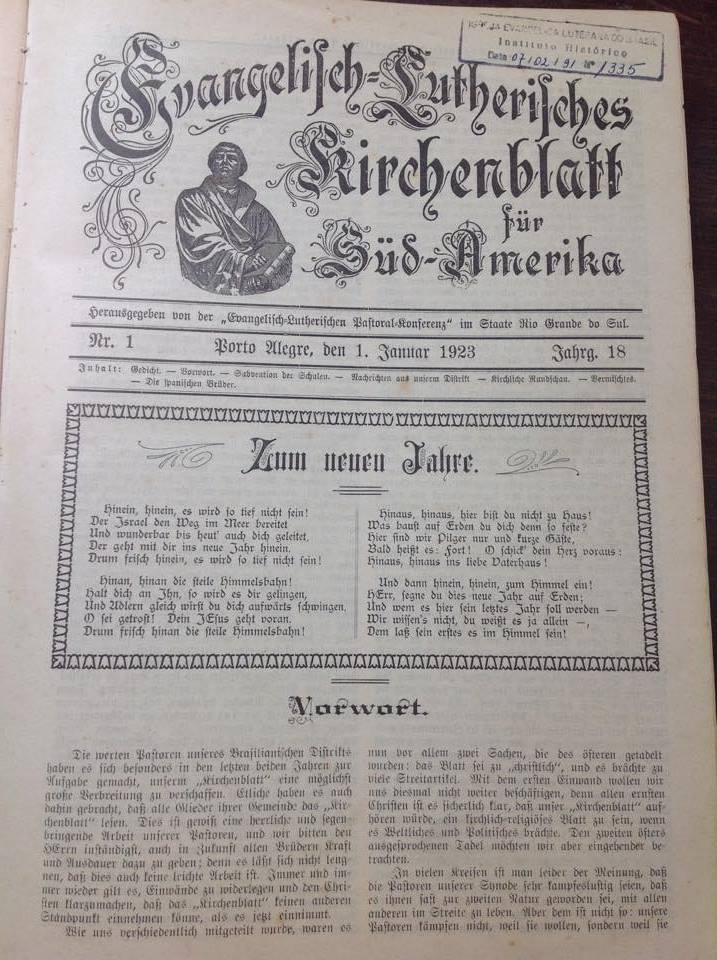 IGREJA EVANGELICA LUTERANA DO BRASIL
Instituto Histórico
Data 07/02/91 Nº 1335
Evangelisch-Lutherisches
Kirchenblatt
für
Süd-Amerika
Herausgegeben von der „Evangelisch-Lutherischen Pastoral-Konferenz" im Staate Rio Grande do Sul.
Nr. 1 Porto Alegre, den 1. Januar 1923 Jahrg. 18
Inhalt: Gedicht. — Vorwort. — Subvention der Schulen. — Nachrichten aus unserm Distrikt — Kirchliche Rundschau. — Vermischtes.
— Die spanischen Brüder.
Zum neuen Jahre.
Hinein, hinein, es wird so tief nicht sein!
Der Israel den Weg im Meer bereitet
Und wunderbar bis heut' auch dich geleitet,
Der geht mit dir ins neue Jahr hinein.
Drum frisch hinein, es wird so tief nicht sein!
Hinan, hinan die steile Himmelsbahn!
Halt dich an Ihn, so wird es dir gelingen,
Und Adlern gleich wirst du dich aufwärts schwingen.
O sei getrost! Dein JEsus geht voran.
Drum frisch hinan die steile Himmelsbahn!
Hinaus, hinaus, hier bist du nicht zu Haus!
Was baust auf Erden du dich denn so feste?
Hier sind wir Pilger nur und kurze Gäste,
Bald heißt es: Fort! O schick' dein Herz voraus:
Hinaus, hinaus ins liebe Vaterhaus!
Und dann hinein, hinein, zum Himmel ein!
HErr, segne du dies neue Jahr auf Erden;
Und wem es hier sein letztes Jahr soll werden —
Wir wissen's nicht, du weißt es ja allein —,
Dem laß sein erstes es im Himmel sein!
Vorwort.
Die werten Pastoren unseres Brasilianischen Distrikts
haben es sich besonders in den letzten beiden Jahren zur
Aufgabe gemacht, unserm „Kirchenblatt" eine möglichst
große Verbreitung zu verschaffen. Etliche haben es auch
dahin gebracht, daß alle Glieder ihrer Gemeinde das „Kir-
chenblatt" lesen. Dies ist gewiß eine herrliche und segen-
bringende Arbeit unserer Pastoren, und wir bitten den
HErrn inständigst, auch in Zukunft allen Brüdern Kraft
und Ausdauer dazu zu geben; denn es läßt sich nicht leug-
nen, daß dies auch keine leichte Arbeit ist. Immer und im-
mer wieder gilt es, Einwände zu widerlegen und den Chri-
sten klarzumachen, daß das „Kirchenblatt" keinen anderen
Standpunkt einnehmen könne, als es jetzt einnimmt.
Wie uns verschiedentlich mitgeteilt wurde, waren es
nun vor allem zwei Sachen, die des öfteren getadelt
wurden: das Blatt sei zu „christlich", und es brächte zu
viele Streitartikel. Mit dem ersten Einwand wollen wir
uns diesmal nicht weiter beschäftigen, denn allen ernsten
Christen ist es sicherlich klar, daß unser „Kirchenblatt" auf-
hören würde, ein kirchlich-religiöses Blatt zu sein, wenn
es Weltliches und Politisches brächte. Den zweiten öfters
ausgesprochenen Tadel möchten wir aber eingehender be-
trachten.
In vielen Kreisen ist man leider der Meinung, daß
die Pastoren unserer Synode sehr kampfeslustig seien, daß
es ihnen fast zur zweiten Natur geworden sei, mit allen
anderen im Streite zu leben. Aber dem ist nicht so: unsere
Pastoren kämpfen nicht, weil sie wollen, sondern weil sie